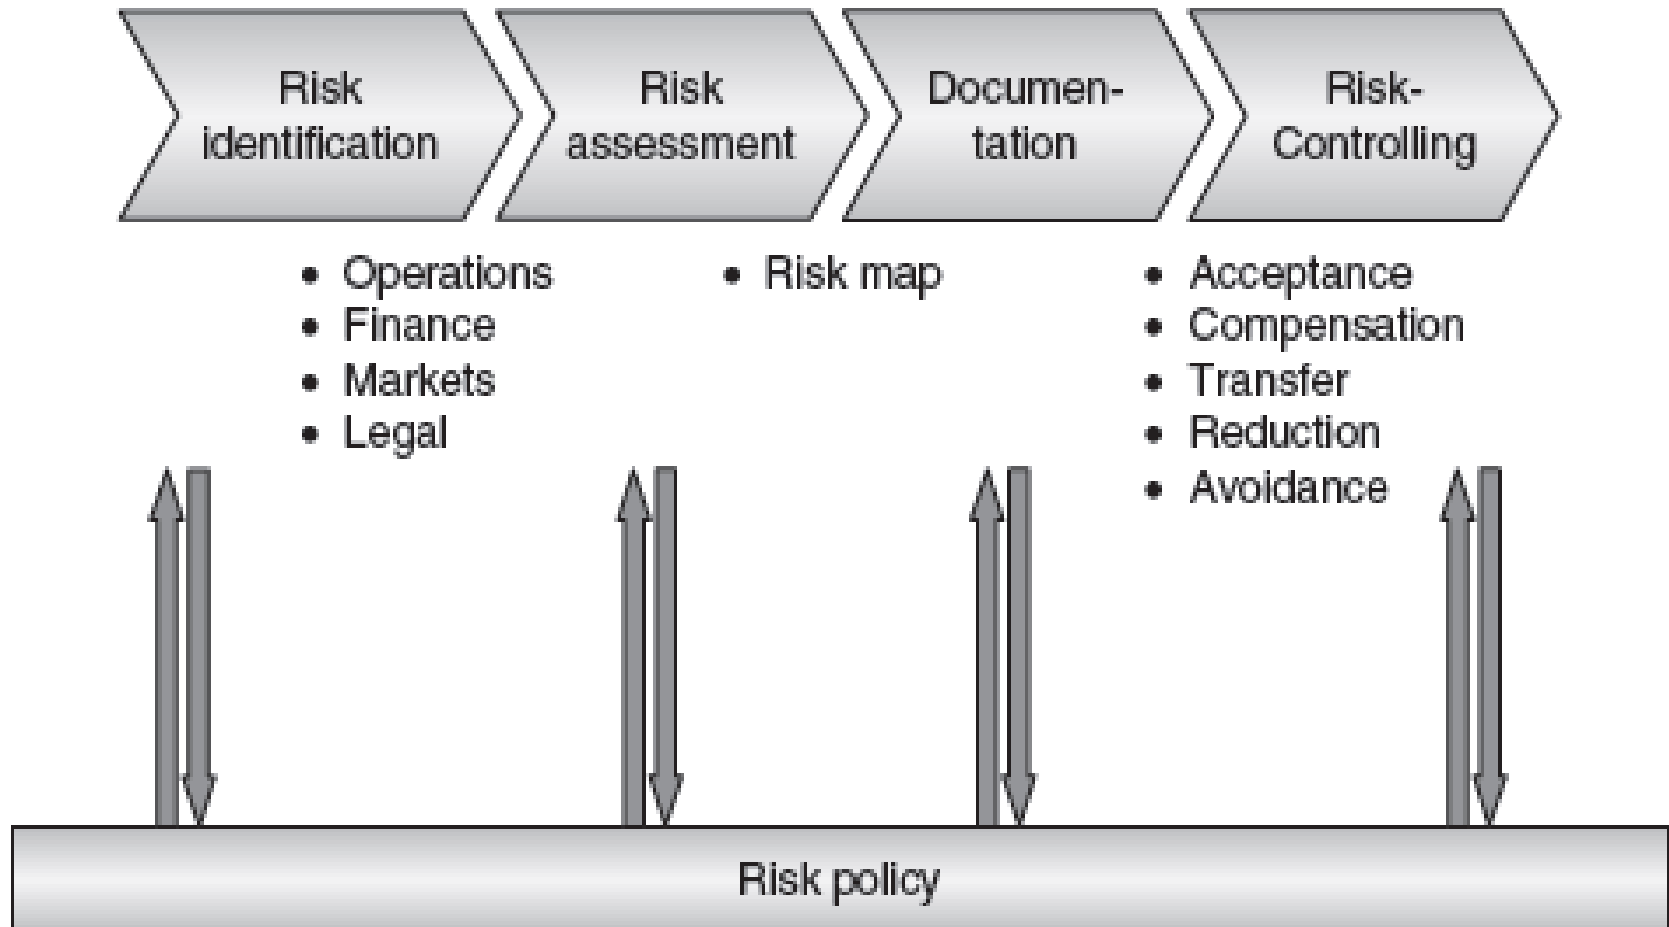 Risk
identification
Risk
assessment
Documen-
tation
Risk-
Controlling
• Operations
• Finance
• Markets
• Legal
• Risk map
• Acceptance
• Compensation
• Transfer
• Reduction
• Avoidance
Risk policy